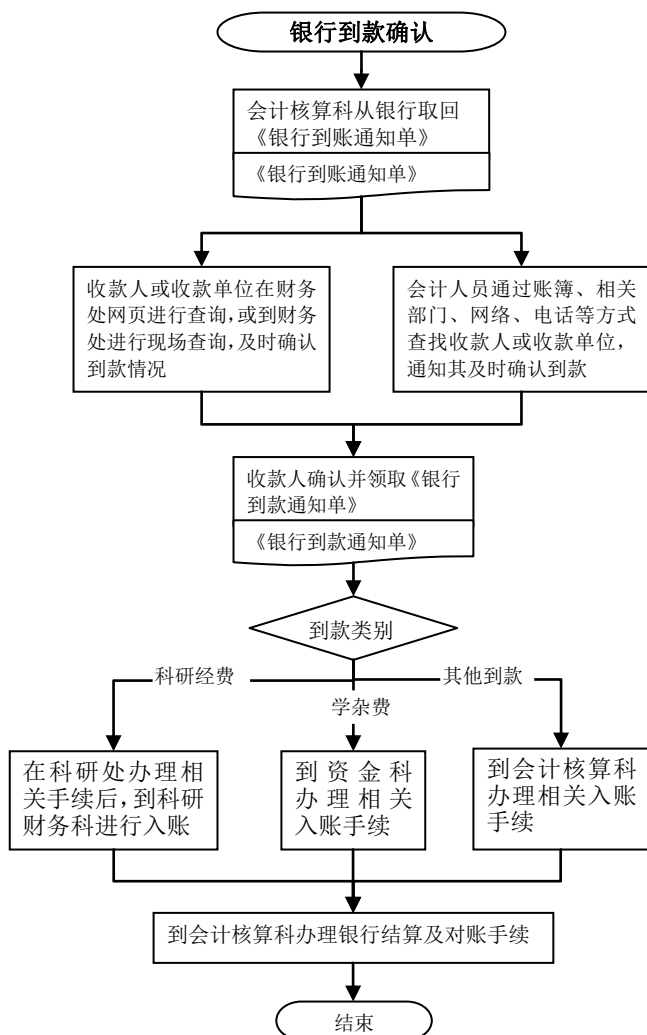 银行到款确认
会计核算科从银行取回
《银行到账通知单》
《银行到账通知单》
收款人或收款单位在财务
处网页进行查询,或到财务
处进行现场查询,及时确认
到款情况
会计人员通过账簿、相关
部门、网络、电话等方式
查找收款人或收款单位,
通知其及时确认到款
收款人确认并领取《银行
到款通知单》
《银行到款通知单》
到款类别
科研经费
学杂费
其他到款
在科研处办理相
关手续后,到科研
财务科进行入账
到资金科
办理相关
入账手续
到会计核算科
办理相关入账
手续
到会计核算科办理银行结算及对账手续
结束